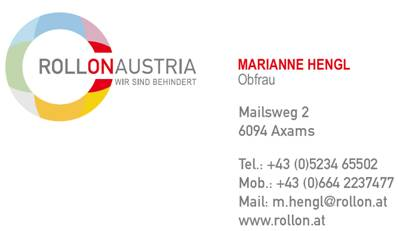 ROLLONAUSTRIA
WIR SIND BEHINDERT
MARIANNE HENGL
Obfrau
Mailsweg 2
6094 Axams
Tel.: +43 (0)5234 65502
Mob.: +43 (0)664 2237477
Mail: m.hengl@rollon.at
www.rollon.at